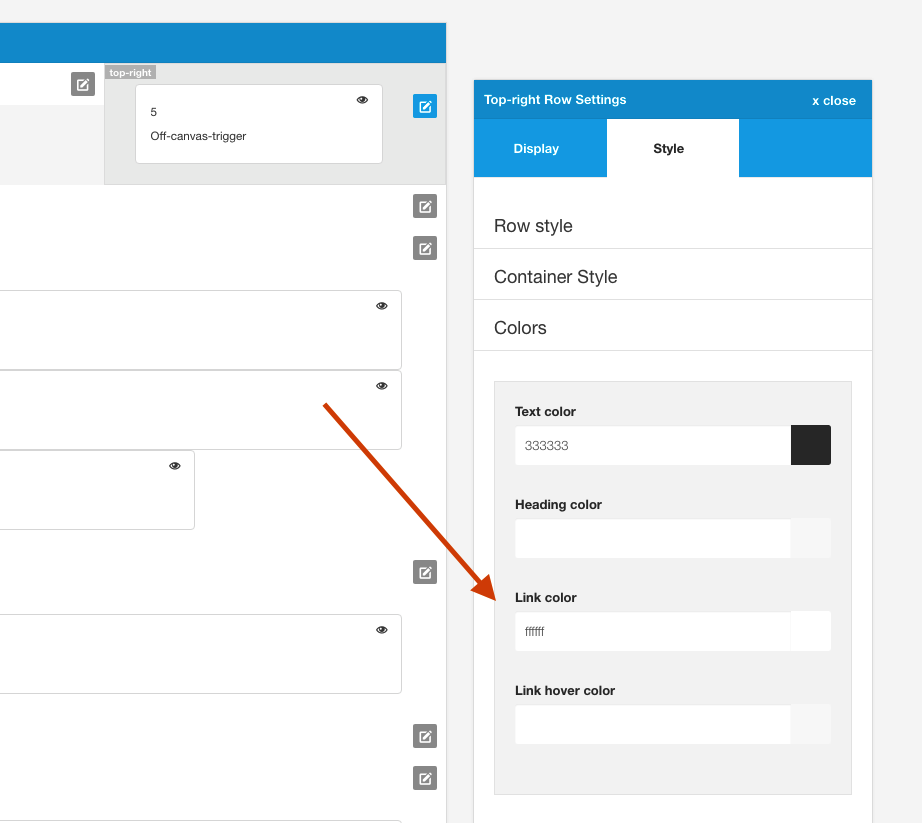 top-right
5
Off-canvas-trigger
Top-right Row Settings
x close
Display
Style
Row style
Container Style
Colors
Text color
333333
Heading color
Link color
ffffff
Link hover color